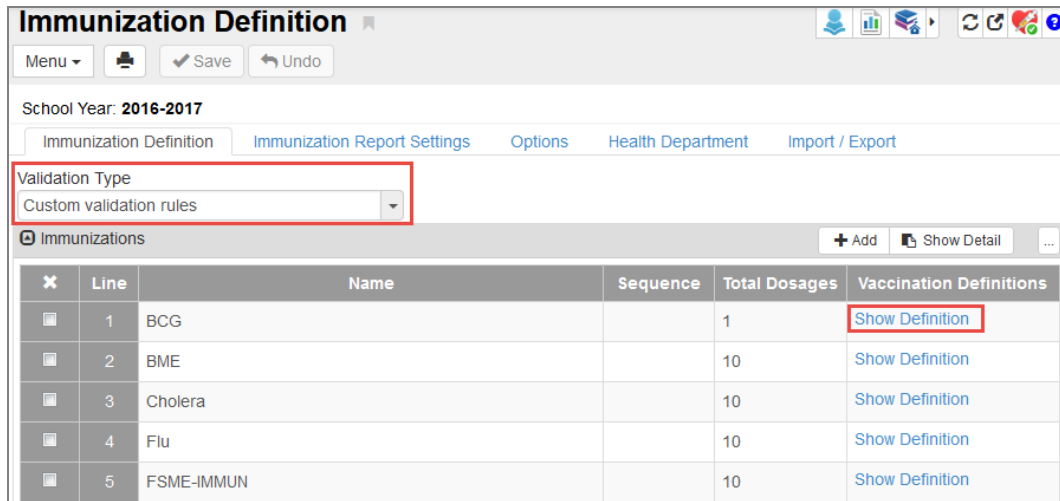 Immunization Definition
Menu Save Undo
School Year: 2016-2017
Immunization Definition Immunization Report Settings Options Health Department Import / Export
Validation Type
Custom validation rules
Immunizations + Add Show Detail ...
Line Name Sequence Total Dosages Vaccination Definitions
1 BCG 1 Show Definition
2 BME 10 Show Definition
3 Cholera 10 Show Definition
4 Flu 10 Show Definition
5 FSME-IMMUN 10 Show Definition